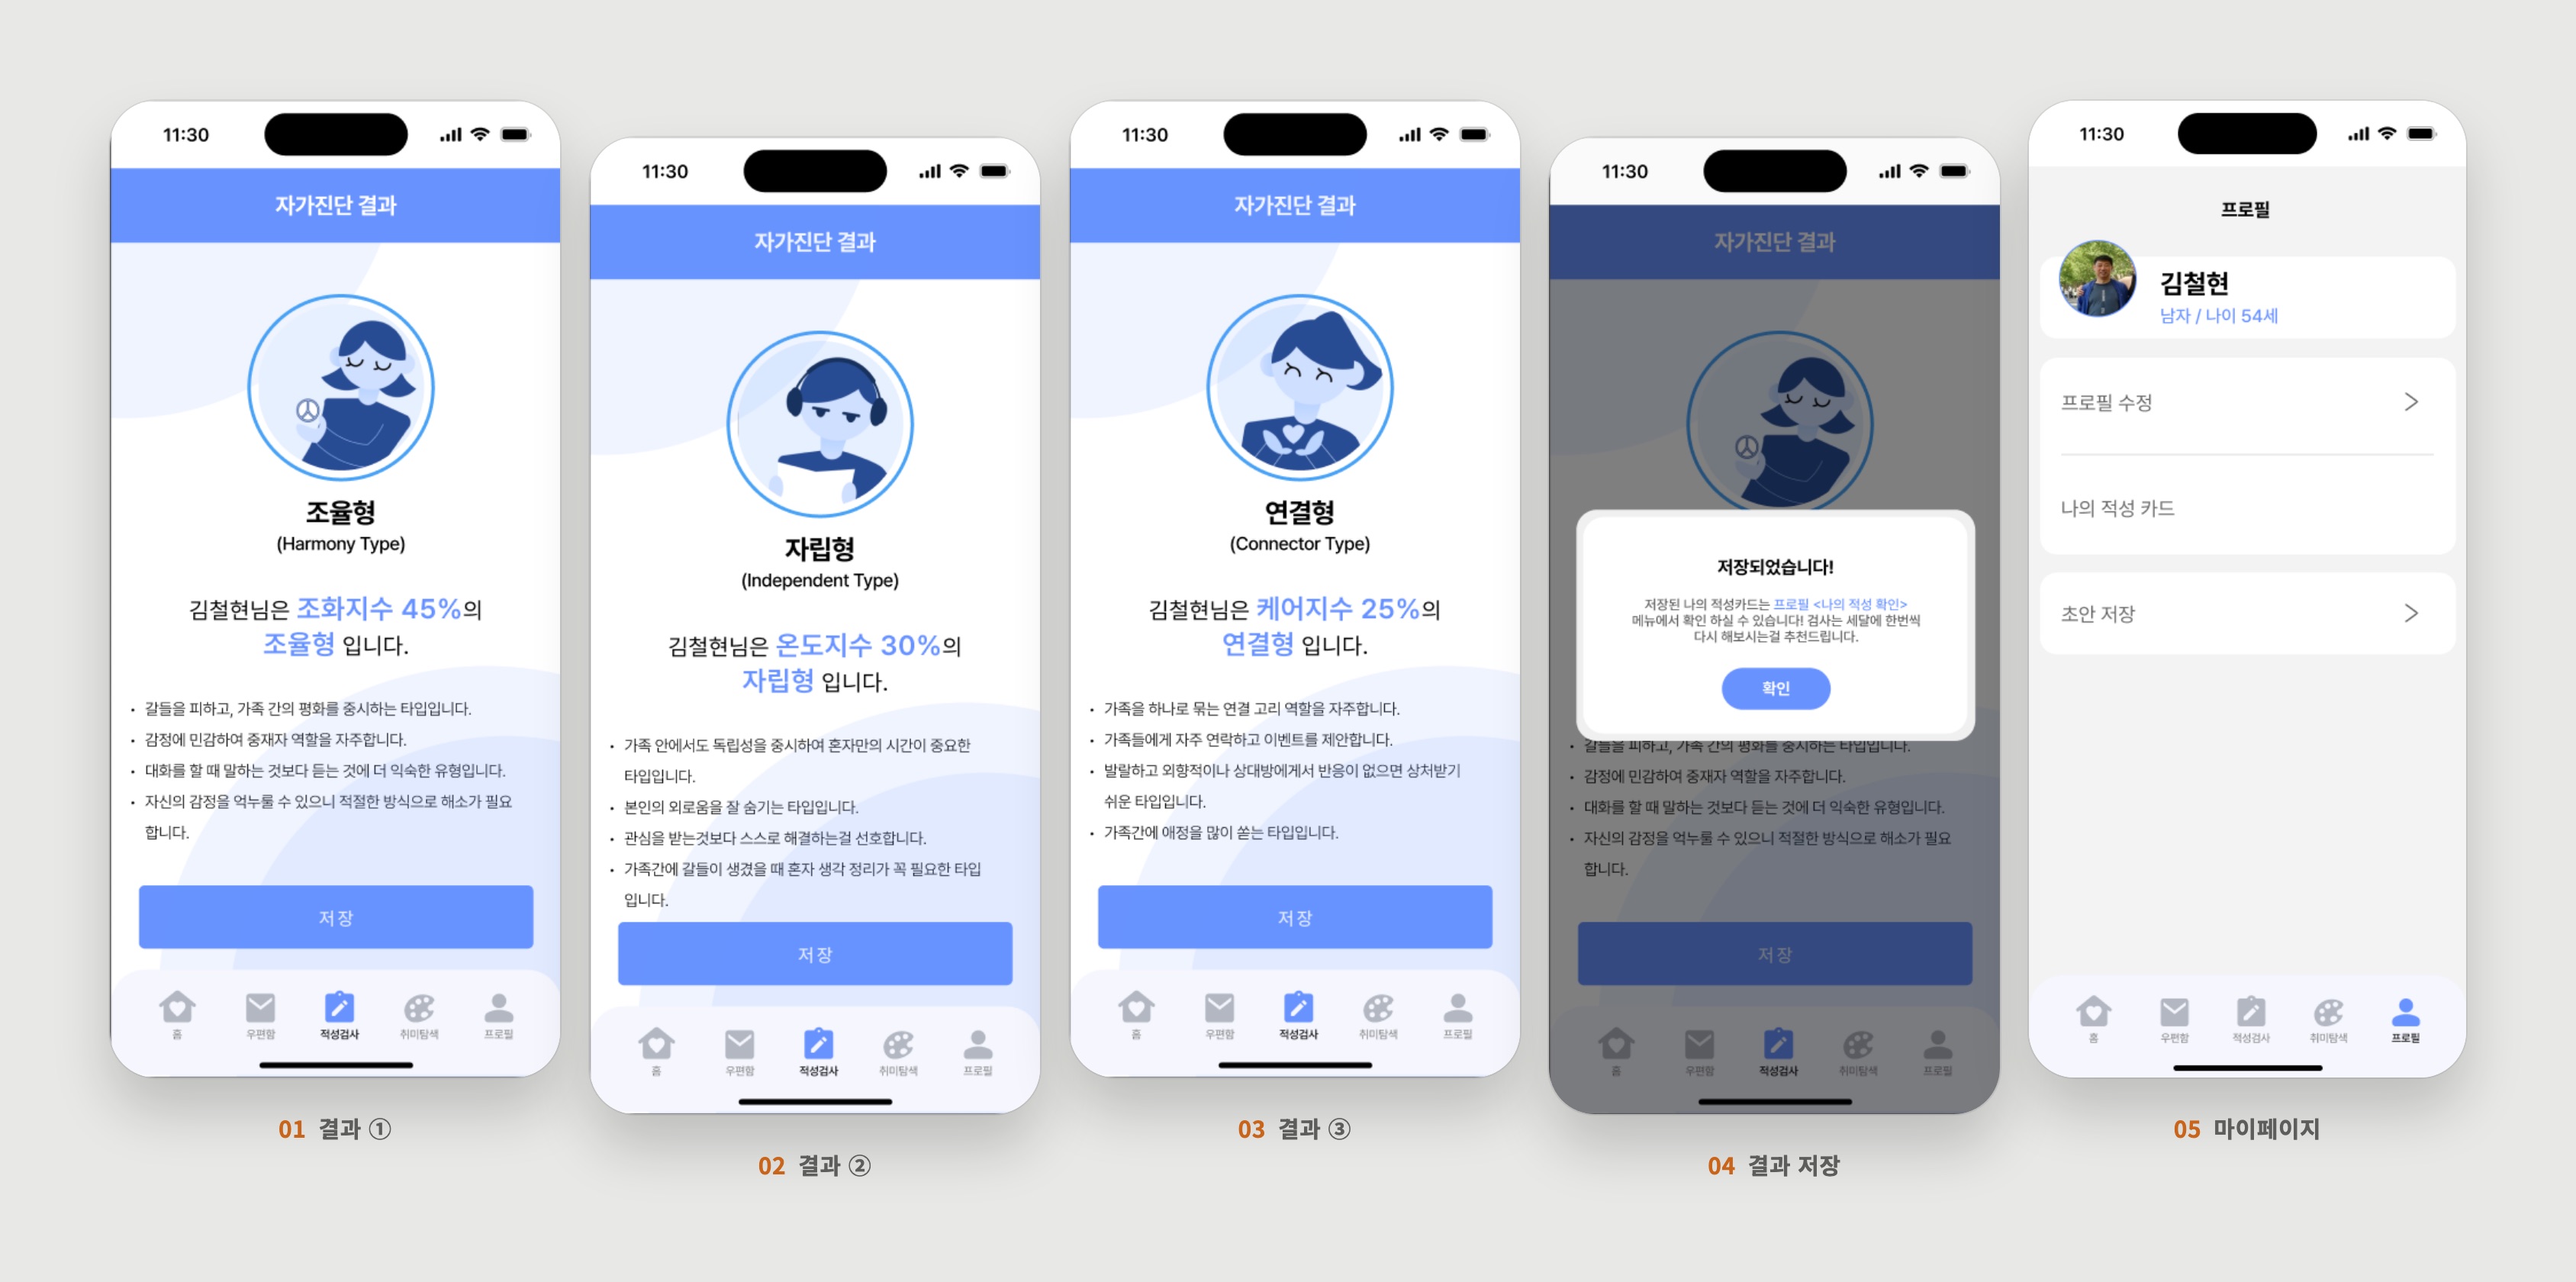 11:30
자가진단 결과
조율형
(Harmony Type)
김철현님은 조화지수 45%의
조율형 입니다.
• 갈들을 피하고, 가족 간의 평화를 중시하는 타입입니다.
• 감정에 민감하여 중재자 역할을 자주합니다.
• 대화를 할 때 말하는 것보다 듣는 것에 더 익숙한 유형입니다.
• 자신의 감정을 억누룰 수 있으니 적절한 방식으로 해소가 필요
합니다.
저장
홈 우편함 적성검사 취미탐색 프로필
01 결과 ①
11:30
자가진단 결과
자립형
(Independent Type)
김철현님은 온도지수 30%의
자립형 입니다.
• 가족 안에서도 독립성을 중시하여 혼자만의 시간이 중요한
타입입니다.
• 본인의 외로움을 잘 숨기는 타입입니다.
• 관심을 받는것보다 스스로 해결하는걸 선호합니다.
• 가족간에 갈들이 생겼을 때 혼자 생각 정리가 꼭 필요한 타입
입니다.
저장
홈 우편함 적성검사 취미탐색 프로필
02 결과 ②
11:30
자가진단 결과
연결형
(Connector Type)
김철현님은 케어지수 25%의
연결형 입니다.
• 가족을 하나로 묶는 연결 고리 역할을 자주합니다.
• 가족들에게 자주 연락하고 이벤트를 제안합니다.
• 발랄하고 외향적이나 상대방에게서 반응이 없으면 상처받기
쉬운 타입입니다.
• 가족간에 애정을 많이 쏟는 타입입니다.
저장
홈 우편함 적성검사 취미탐색 프로필
03 결과 ③
11:30
자가진단 결과
저장되었습니다!
저장된 나의 적성카드는 프로필 <나의 적성 확인>
메뉴에서 확인 하실 수 있습니다! 검사는 세달에 한번씩
다시 해보시는걸 추천드립니다.
확인
• 갈들을 피하고, 가족 간의 평화를 중시하는 타입입니다.
• 감정에 민감하여 중재자 역할을 자주합니다.
• 대화를 할 때 말하는 것보다 듣는 것에 더 익숙한 유형입니다.
• 자신의 감정을 억누룰 수 있으니 적절한 방식으로 해소가 필요
합니다.
저장
홈 우편함 적성검사 취미탐색 프로필
04 결과 저장
11:30
프로필
김철현
남자 / 나이 54세
프로필 수정
나의 적성 카드
초안 저장
홈 우편함 적성검사 취미탐색 프로필
05 마이페이지